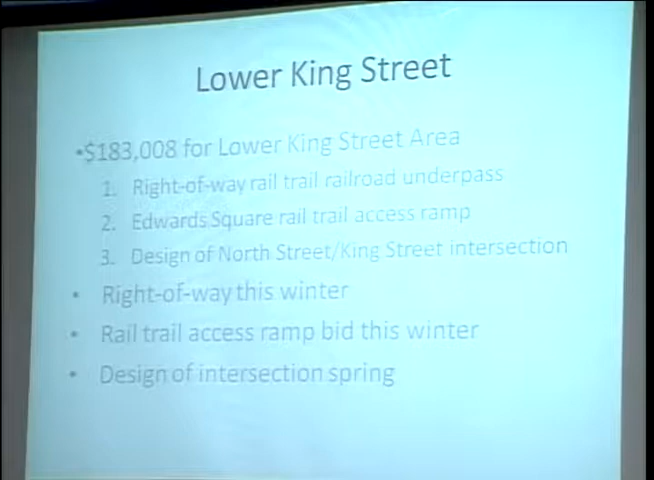 Lower King Street
•$183,008 for Lower King Street Area
1. Right-of-way rail trail railroad underpass
2. Edwards Square rail trail access ramp
3. Design of North Street/King Street intersection
• Right-of-way this winter
• Rail trail access ramp bid this winter
• Design of intersection spring